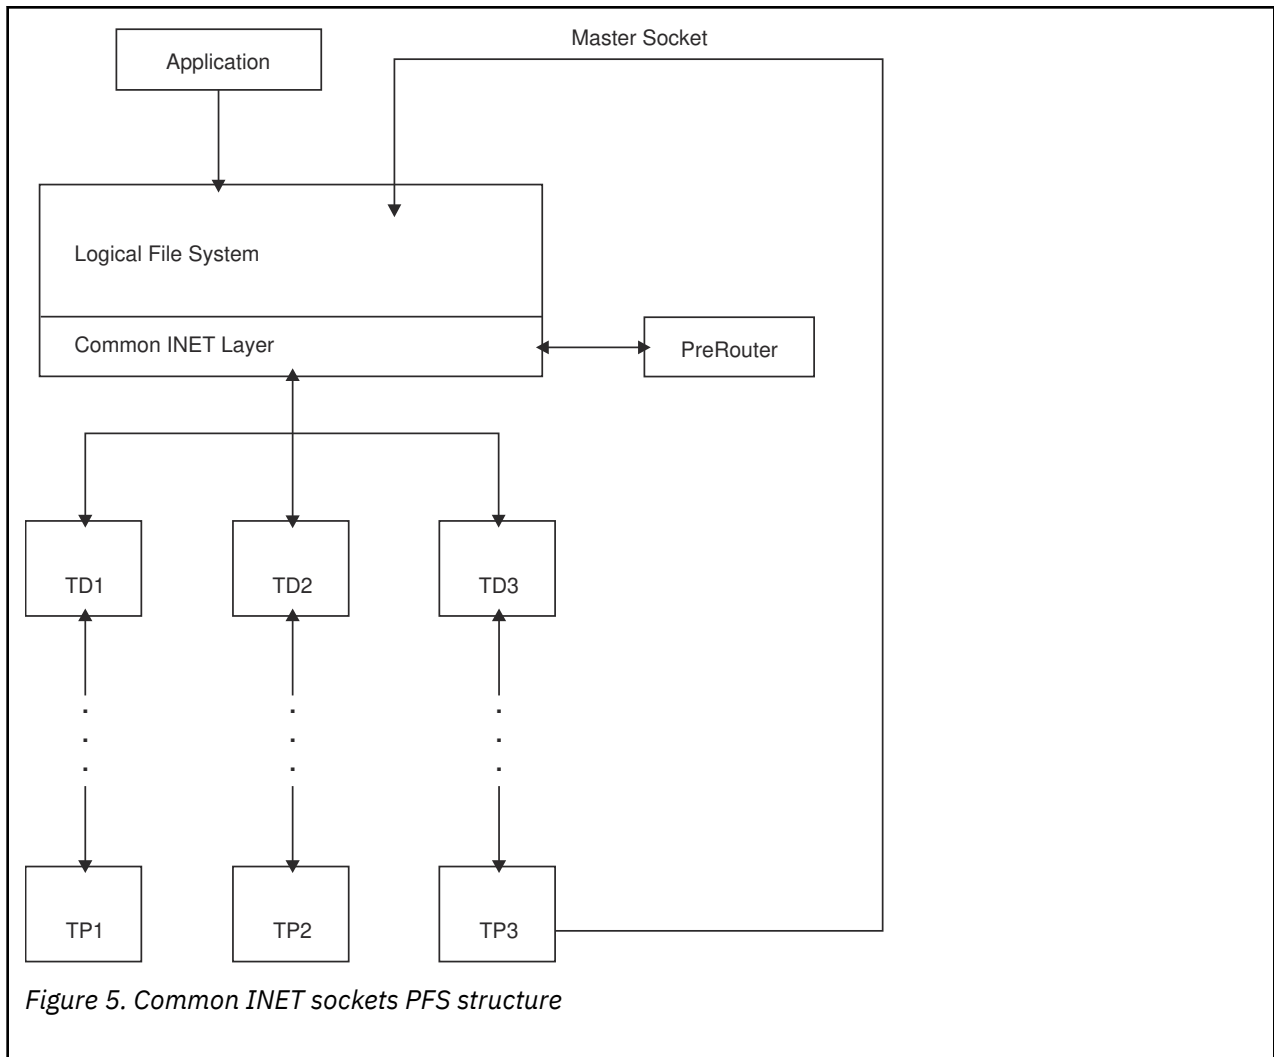 Master Socket
Application
Logical File System
Common INET Layer
PreRouter
TD1
TD2
TD3
TP1
TP2
TP3
Figure 5. Common INET sockets PFS structure